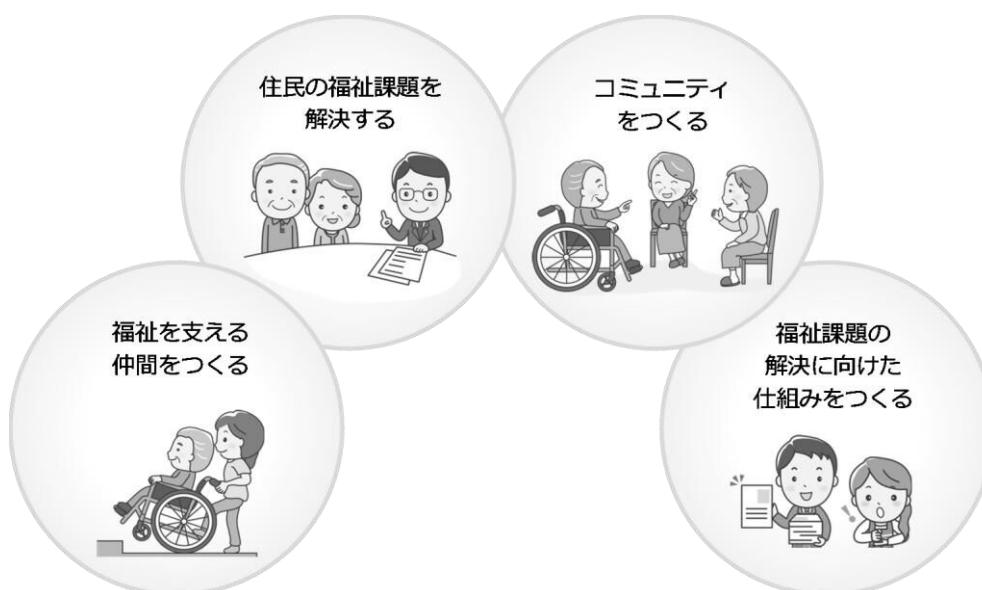 住民の福祉課題を
解決する
コミュニティ
をつくる
福祉を支える
仲間をつくる
福祉課題の
解決に向けた
仕組みをつくる